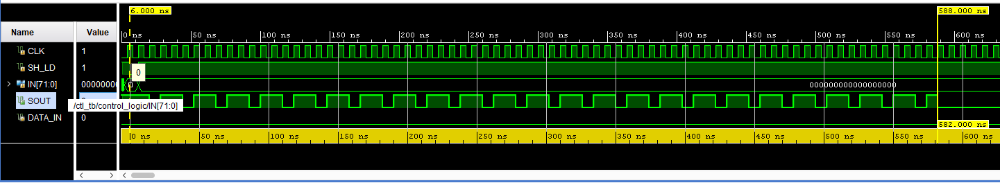 6.000 ns 588.000 ns
Name Value
0 ns 50 ns 100 ns 150 ns 200 ns 250 ns 300 ns 350 ns 400 ns 450 ns 500 ns 550 ns 600 ns
CLK 1
SH_LD 1
0
IN[71:0] 00000000 000000000000000000
SOUT
/ctl_tb/control_logic/IN[71:0]
DATA_IN 0
582.000 ns
0 ns 50 ns 100 ns 150 ns 200 ns 250 ns 300 ns 350 ns 400 ns 450 ns 500 ns 550 ns 600 ns